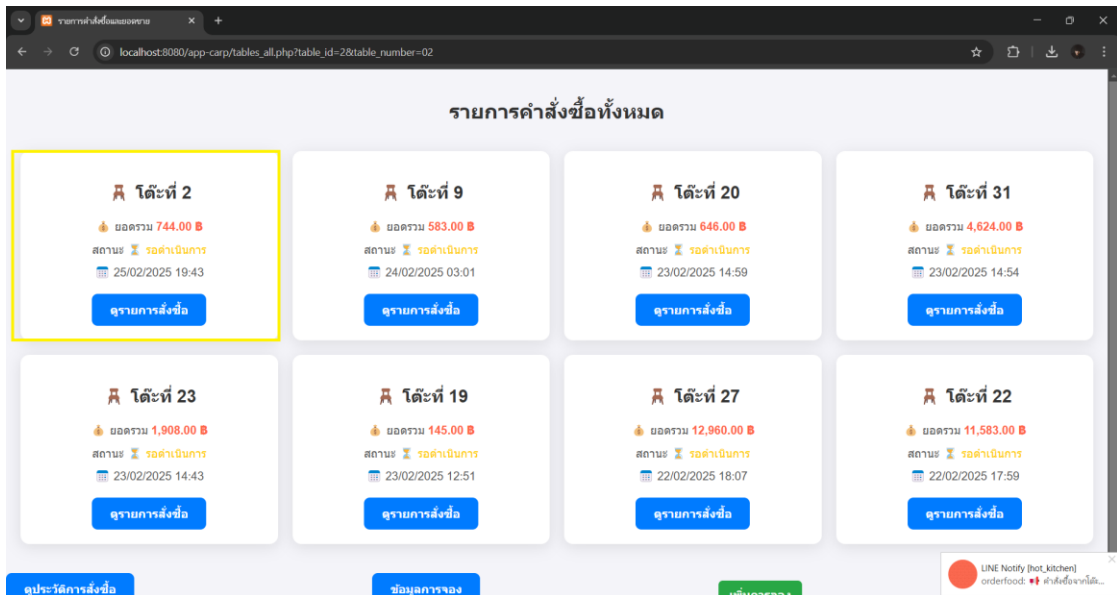 รายการคำสั่งซื้อและยอดขาย
localhost:8080/app-carp/tables_all.php?table_id=2&table_number=02
รายการคำสั่งซื้อทั้งหมด
โต๊ะที่ 2
ยอดรวม 744.00 ฿
สถานะ ⏳ รอดำเนินการ
25/02/2025 19:43
ดูรายการสั่งซื้อ
โต๊ะที่ 9
ยอดรวม 583.00 ฿
สถานะ ⏳ รอดำเนินการ
24/02/2025 03:01
ดูรายการสั่งซื้อ
โต๊ะที่ 20
ยอดรวม 646.00 ฿
สถานะ ⏳ รอดำเนินการ
23/02/2025 14:59
ดูรายการสั่งซื้อ
โต๊ะที่ 31
ยอดรวม 4,624.00 ฿
สถานะ ⏳ รอดำเนินการ
23/02/2025 14:54
ดูรายการสั่งซื้อ
โต๊ะที่ 23
ยอดรวม 1,908.00 ฿
สถานะ ⏳ รอดำเนินการ
23/02/2025 14:43
ดูรายการสั่งซื้อ
โต๊ะที่ 19
ยอดรวม 145.00 ฿
สถานะ ⏳ รอดำเนินการ
23/02/2025 12:51
ดูรายการสั่งซื้อ
โต๊ะที่ 27
ยอดรวม 12,960.00 ฿
สถานะ ⏳ รอดำเนินการ
22/02/2025 18:07
ดูรายการสั่งซื้อ
โต๊ะที่ 22
ยอดรวม 11,583.00 ฿
สถานะ ⏳ รอดำเนินการ
22/02/2025 17:59
ดูรายการสั่งซื้อ
ดูประวัติการสั่งซื้อ
ข้อมูลการจอง
เพิ่มการจอง
LINE Notify [hot_kitchen]
orderfood: คำสั่งซื้อจากโต๊ะ...